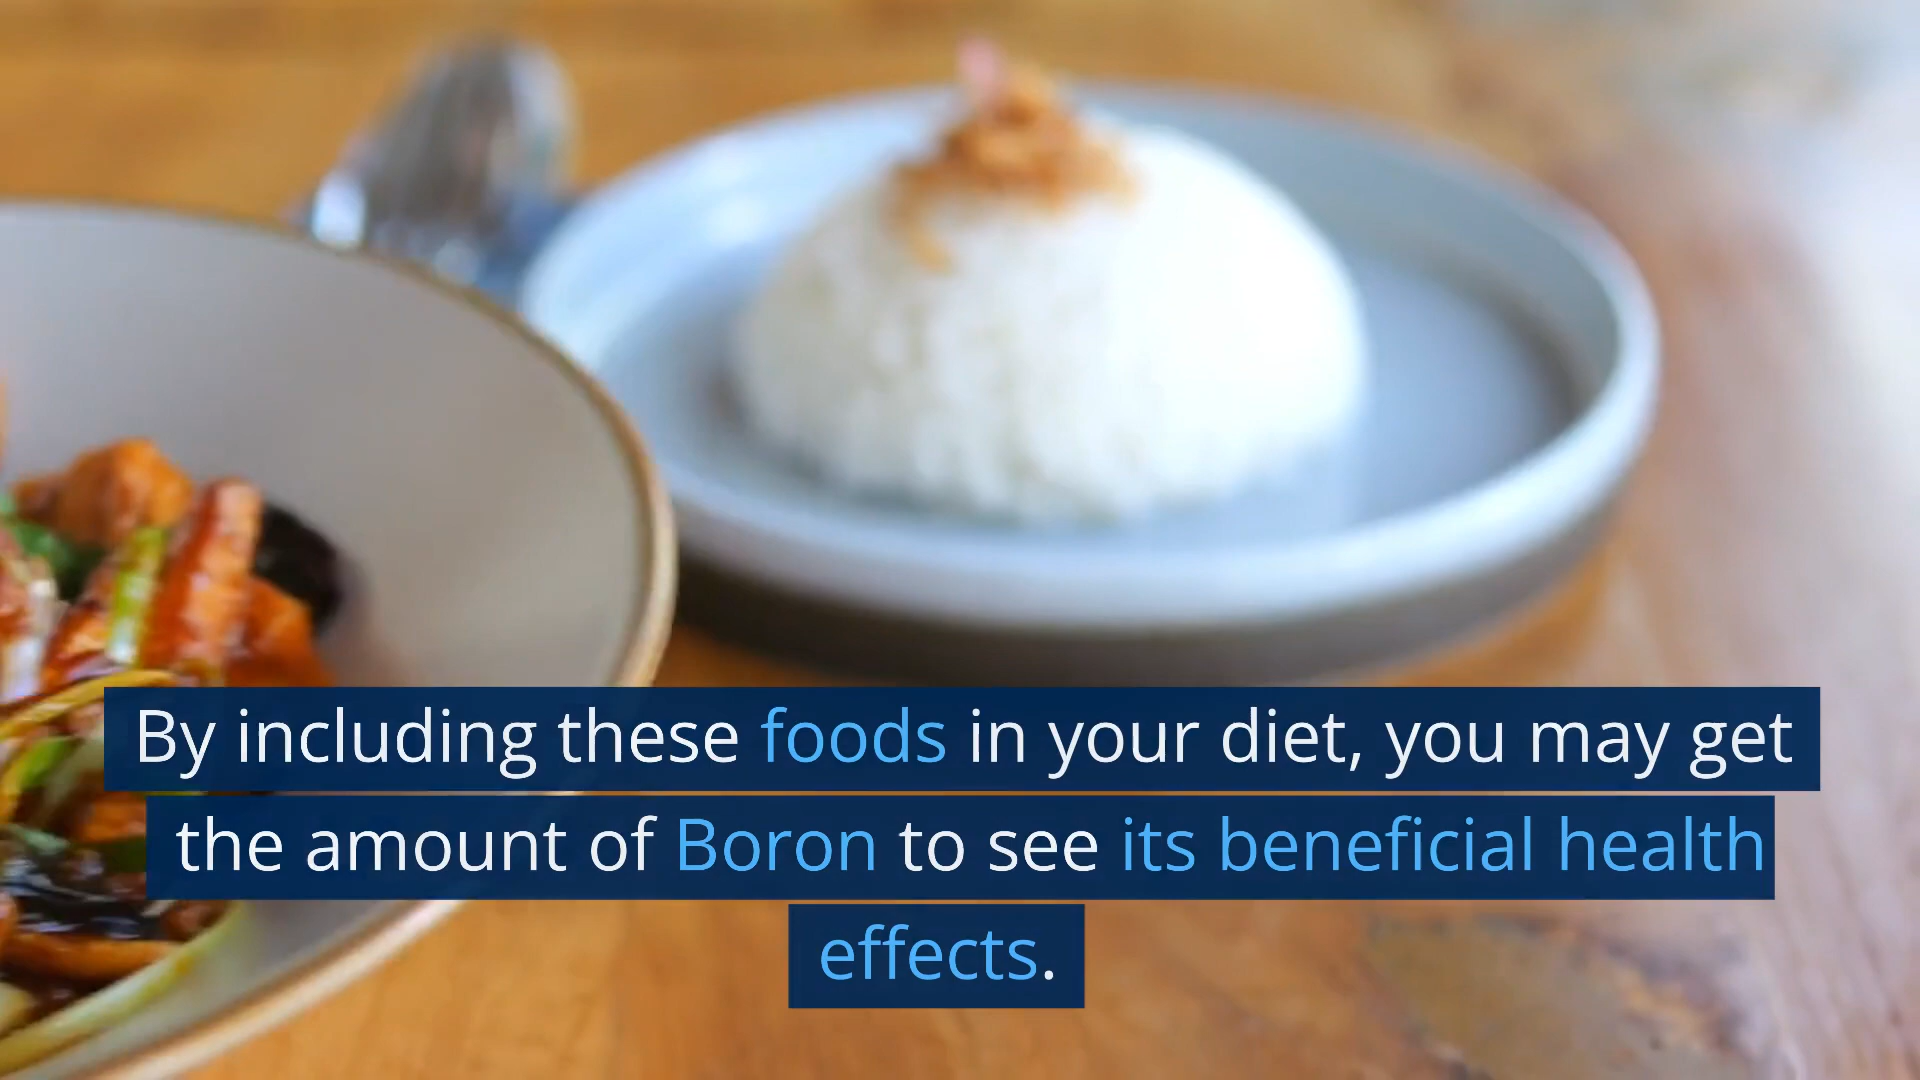 By including these foods in your diet, you may get
the amount of Boron to see its beneficial health
effects.